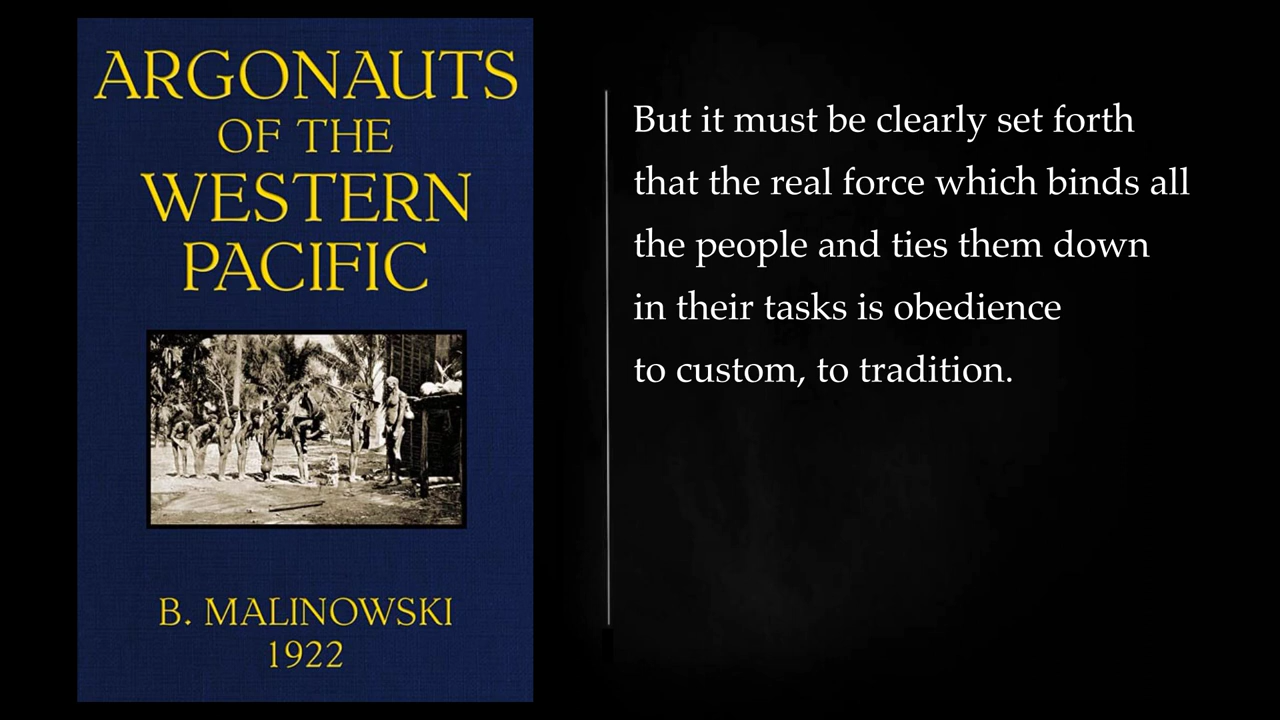 ARGONAUTS
OF THE
WESTERN
PACIFIC
B. MALINOWSKI
1922
But it must be clearly set forth
that the real force which binds all
the people and ties them down
in their tasks is obedience
to custom, to tradition.